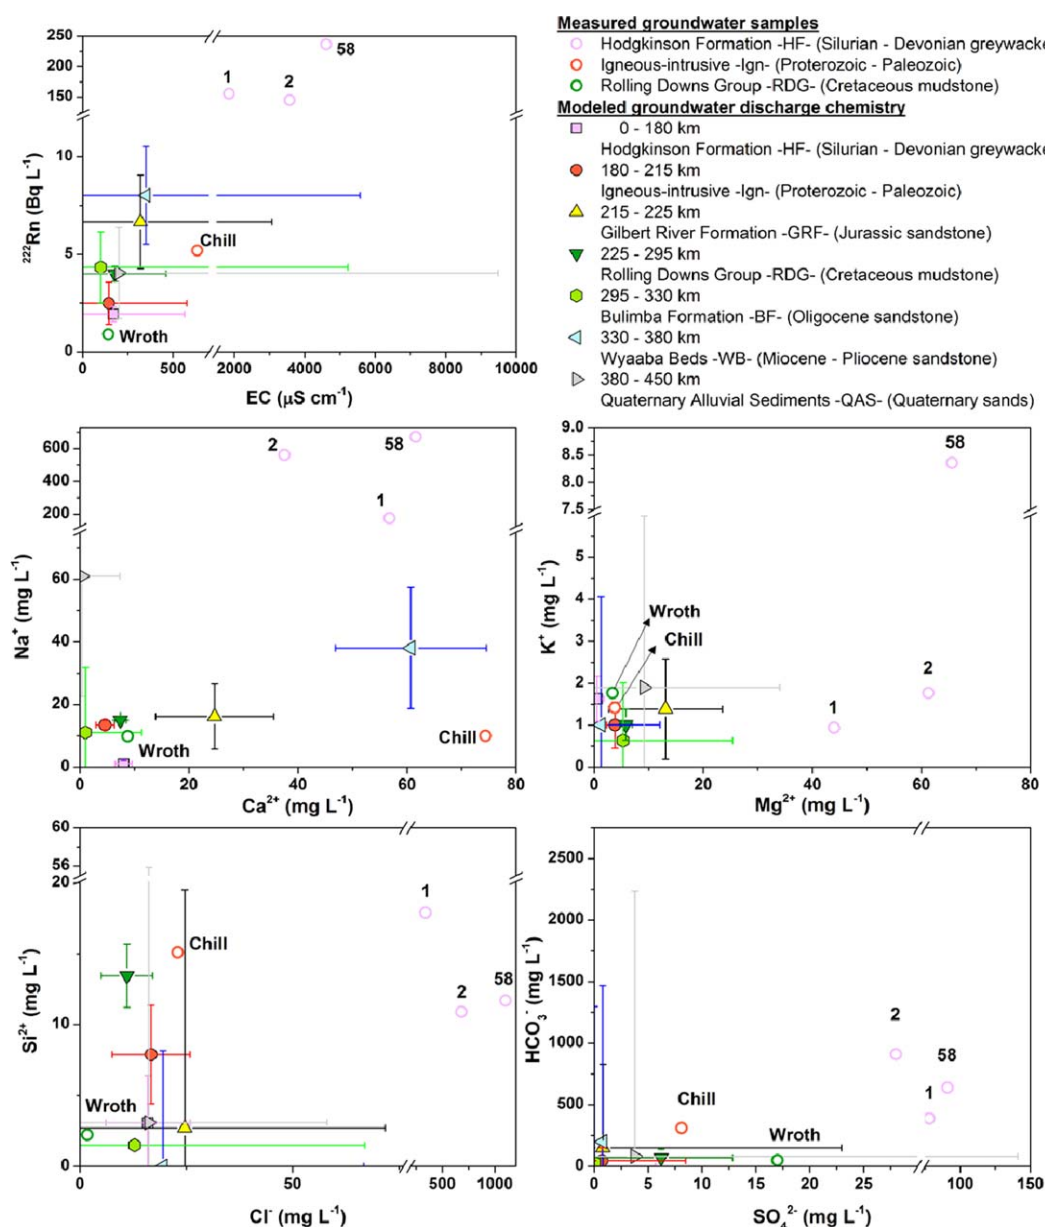 Measured groundwater samples
Hodgkinson Formation -HF- (Silurian - Devonian greywacke
Igneous-intrusive -Ign- (Proterozoic - Paleozoic)
Rolling Downs Group -RDG- (Cretaceous mudstone)
Modeled groundwater discharge chemistry
0 - 180 km
Hodgkinson Formation -HF- (Silurian - Devonian greywacke
180 - 215 km
Igneous-intrusive -Ign- (Proterozoic - Paleozoic)
215 - 225 km
Gilbert River Formation -GRF- (Jurassic sandstone)
225 - 295 km
Rolling Downs Group -RDG- (Cretaceous mudstone)
295 - 330 km
Bulimba Formation -BF- (Oligocene sandstone)
330 - 380 km
Wyaaba Beds -WB- (Miocene - Pliocene sandstone)
380 - 450 km
Quaternary Alluvial Sediments -QAS- (Quaternary sands)
250
200
150
10
5
0
²²²Rn (Bq L⁻¹)
58
1
2
Chill
Wroth
0 500 2000 4000 6000 8000 10000
EC (µS cm⁻¹)
600
400
200
60
40
20
0
Na⁺ (mg L⁻¹)
2
58
1
Wroth
Chill
0 20 40 60 80
Ca²⁺ (mg L⁻¹)
9.0
8.5
5
4
3
2
1
0
K⁺ (mg L⁻¹)
58
Wroth
Chill
2
1
0 20 40 60 80
Mg²⁺ (mg L⁻¹)
60
56
20
10
0
Si²⁺ (mg L⁻¹)
1
Chill
2
58
Wroth
0 50 500 1000
Cl⁻ (mg L⁻¹)
2500
2000
1500
1000
500
0
HCO₃⁻ (mg L⁻¹)
2
58
1
Chill
Wroth
0 5 10 15 20 25 100 150
SO₄²⁻ (mg L⁻¹)